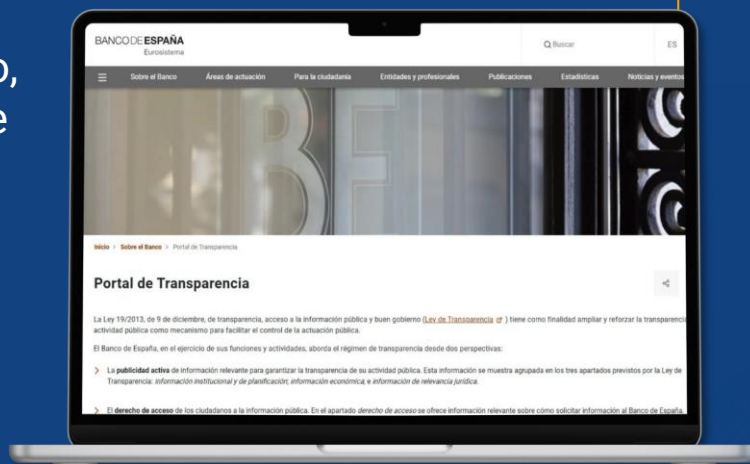 o,
e
BANCO DE ESPAÑA
Eurosistema
Buscar
ES
Sobre el Banco Áreas de actuación Para la ciudadanía Entidades y profesionales Publicaciones Estadísticas Noticias y eventos
BE
Inicio > Sobre el Banco > Portal de Transparencia
Portal de Transparencia
La Ley 19/2013, de 9 de diciembre, de transparencia, acceso a la información pública y buen gobierno (Ley de Transparencia ) tiene como finalidad ampliar y reforzar la transparencia
actividad pública como mecanismo para facilitar el control de la actuación pública.
El Banco de España, en el ejercicio de sus funciones y actividades, aborda el régimen de transparencia desde dos perspectivas:
> La publicidad activa de información relevante para garantizar la transparencia de su actividad pública. Esta información se muestra agrupada en los tres apartados previstos por la Ley de
Transparencia: información institucional y de planificación; información económica; e información de relevancia jurídica.
> El derecho de acceso de los ciudadanos a la información pública. En el apartado derecho de acceso se ofrece información relevante sobre cómo solicitar información al Banco de España.